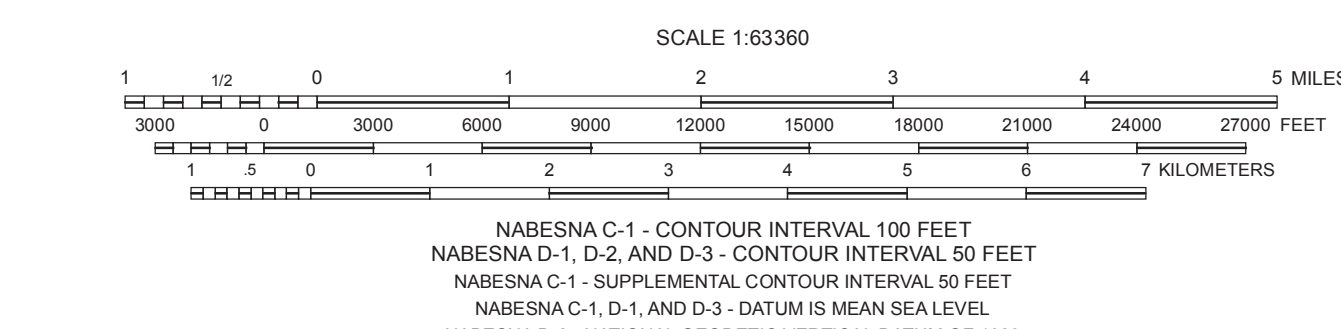 SCALE 1:63360
1 1/2 0 1 2 3 4 5 MILES
3000 0 3000 6000 9000 12000 15000 18000 21000 24000 27000 FEET
1 .5 0 1 2 3 4 5 6 7 KILOMETERS
NABESNA C-1 - CONTOUR INTERVAL 100 FEET
NABESNA D-1, D-2, AND D-3 - CONTOUR INTERVAL 50 FEET
NABESNA C-1 - SUPPLEMENTAL CONTOUR INTERVAL 50 FEET
NABESNA C-1, D-1, AND D-3 - DATUM IS MEAN SEA LEVEL